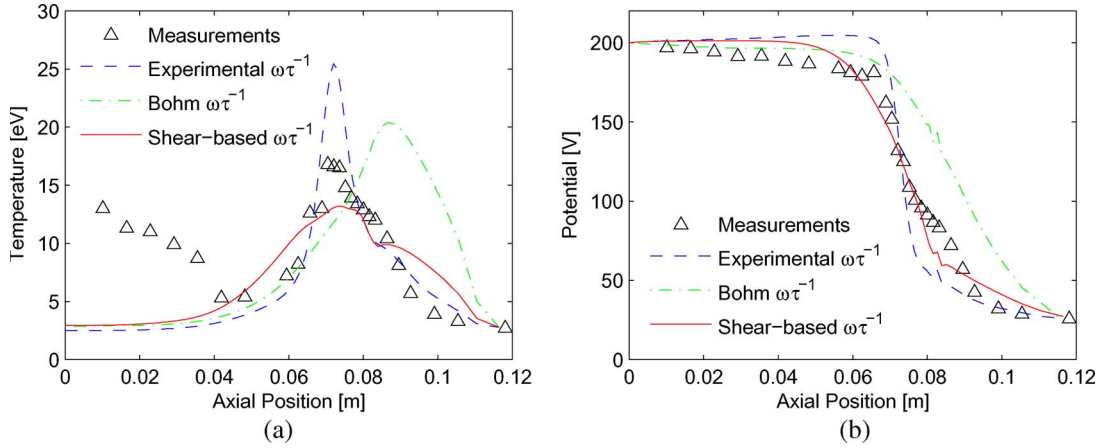 30
25
20
15
10
5
0
Temperature [eV]
Measurements
Experimental ωτ⁻¹
Bohm ωτ⁻¹
Shear-based ωτ⁻¹
0 0.02 0.04 0.06 0.08 0.1 0.12
Axial Position [m]
(a)
200
150
100
50
0
Potential [V]
Measurements
Experimental ωτ⁻¹
Bohm ωτ⁻¹
Shear-based ωτ⁻¹
0 0.02 0.04 0.06 0.08 0.1 0.12
Axial Position [m]
(b)